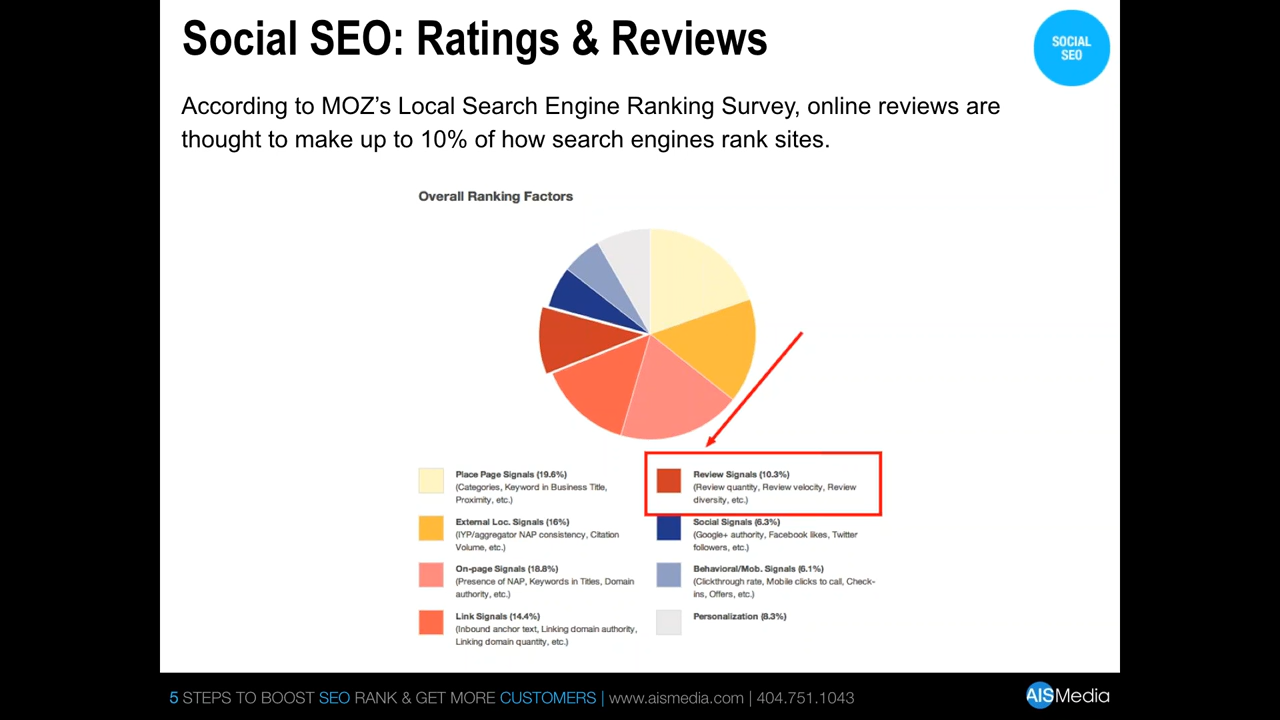 Social SEO: Ratings & Reviews
SOCIAL
SEO
According to MOZ's Local Search Engine Ranking Survey, online reviews are
thought to make up to 10% of how search engines rank sites.
Overall Ranking Factors
Place Page Signals (19.6%)
(Categories, Keyword in Business Title,
Proximity, etc.)
External Loc. Signals (16%)
(IYP/aggregator NAP consistency, Citation
Volume, etc.)
On-page Signals (18.8%)
(Presence of NAP, Keywords in Titles, Domain
authority, etc.)
Link Signals (14.4%)
(Inbound anchor text, Linking domain authority,
Linking domain quantity, etc.)
Review Signals (10.3%)
(Review quantity, Review velocity, Review
diversity, etc.)
Social Signals (6.3%)
(Google+ authority, Facebook likes, Twitter
followers, etc.)
Behavioral/Mob. Signals (6.1%)
(Clickthrough rate, Mobile clicks to call, Check-
ins, Offers, etc.)
Personalization (8.3%)
5 STEPS TO BOOST SEO RANK & GET MORE CUSTOMERS | www.aismedia.com | 404.751.1043
AISMedia